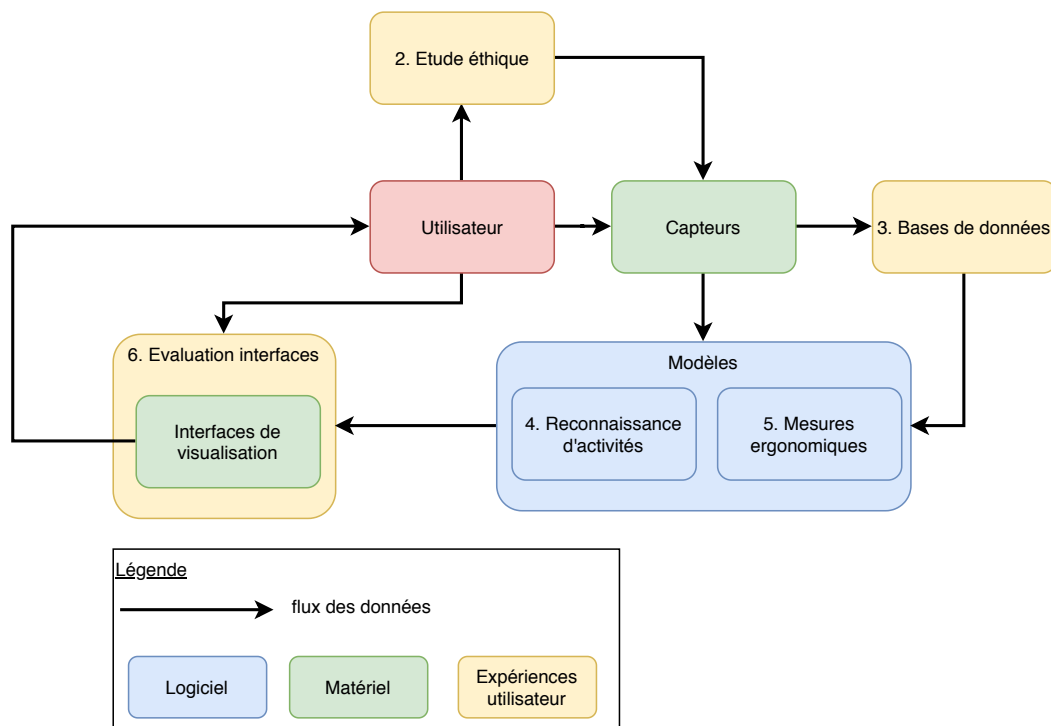 2. Etude éthique
Utilisateur
Capteurs
3. Bases de données
6. Evaluation interfaces
Interfaces de
visualisation
Modèles
4. Reconnaissance
d'activités
5. Mesures
ergonomiques
Légende
flux des données
Logiciel
Matériel
Expériences
utilisateur